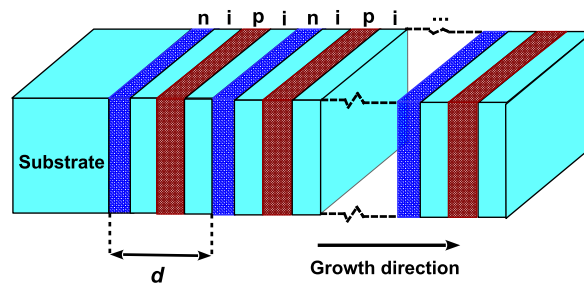 n i p i n i p i ...
Substrate
d
Growth direction